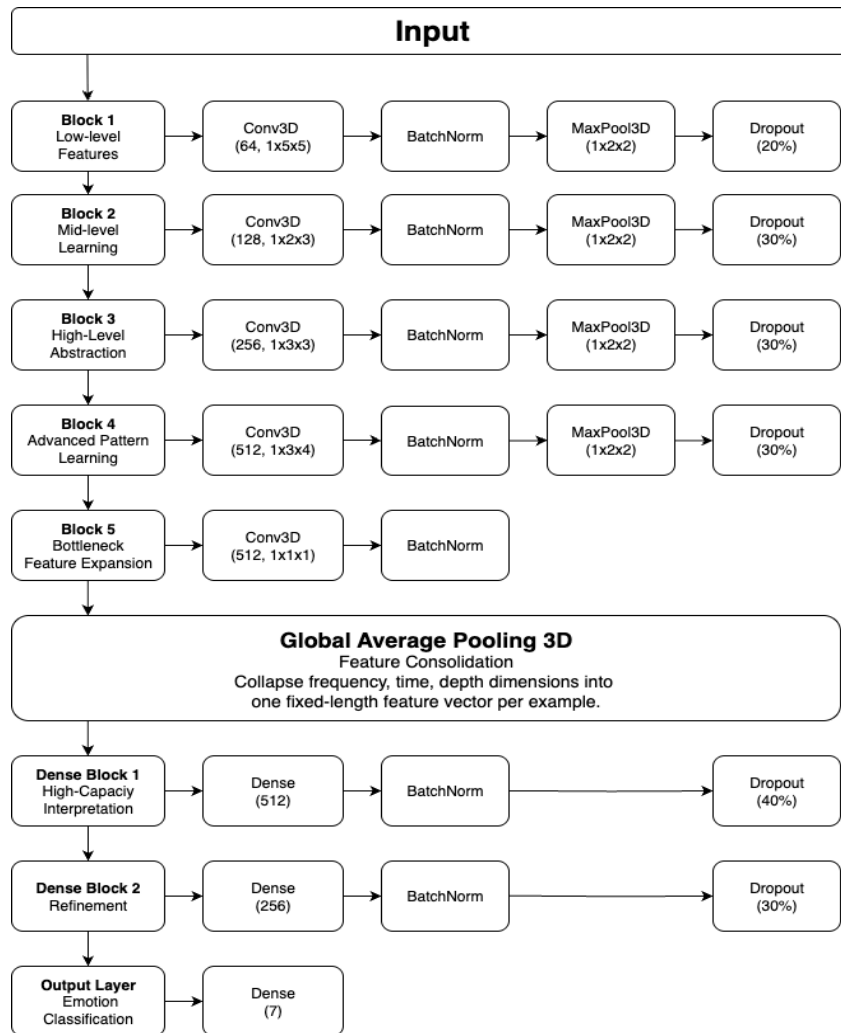 Input
Block 1
Low-level
Features
Conv3D
(64, 1x5x5)
BatchNorm
MaxPool3D
(1x2x2)
Dropout
(20%)
Block 2
Mid-level
Learning
Conv3D
(128, 1x2x3)
BatchNorm
MaxPool3D
(1x2x2)
Dropout
(30%)
Block 3
High-Level
Abstraction
Conv3D
(256, 1x3x3)
BatchNorm
MaxPool3D
(1x2x2)
Dropout
(30%)
Block 4
Advanced Pattern
Learning
Conv3D
(512, 1x3x4)
BatchNorm
MaxPool3D
(1x2x2)
Dropout
(30%)
Block 5
Bottleneck
Feature Expansion
Conv3D
(512, 1x1x1)
BatchNorm
Global Average Pooling 3D
Feature Consolidation
Collapse frequency, time, depth dimensions into
one fixed-length feature vector per example.
Dense Block 1
High-Capaciy
Interpretation
Dense
(512)
BatchNorm
Dropout
(40%)
Dense Block 2
Refinement
Dense
(256)
BatchNorm
Dropout
(30%)
Output Layer
Emotion
Classification
Dense
(7)